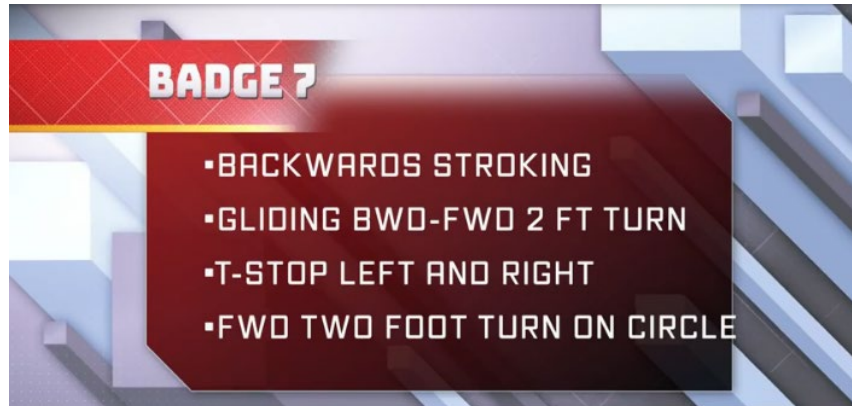 BADGE 7
▪BACKWARDS STROKING
▪GLIDING BWD-FWD 2 FT TURN
▪T-STOP LEFT AND RIGHT
▪FWD TWO FOOT TURN ON CIRCLE